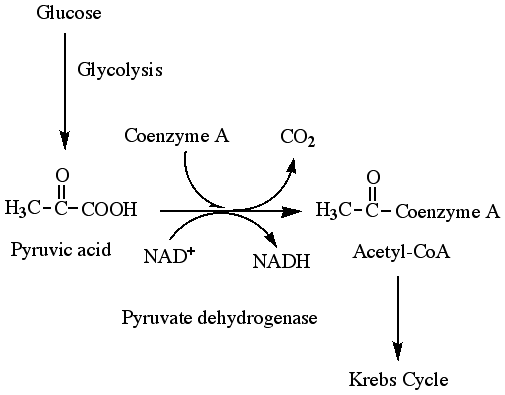 Glucose
Glycolysis
Coenzyme A
CO2
O
O
H3C-C-COOH
H3C-C-Coenzyme A
Pyruvic acid
NAD+
NADH
Acetyl-CoA
Pyruvate dehydrogenase
Krebs Cycle